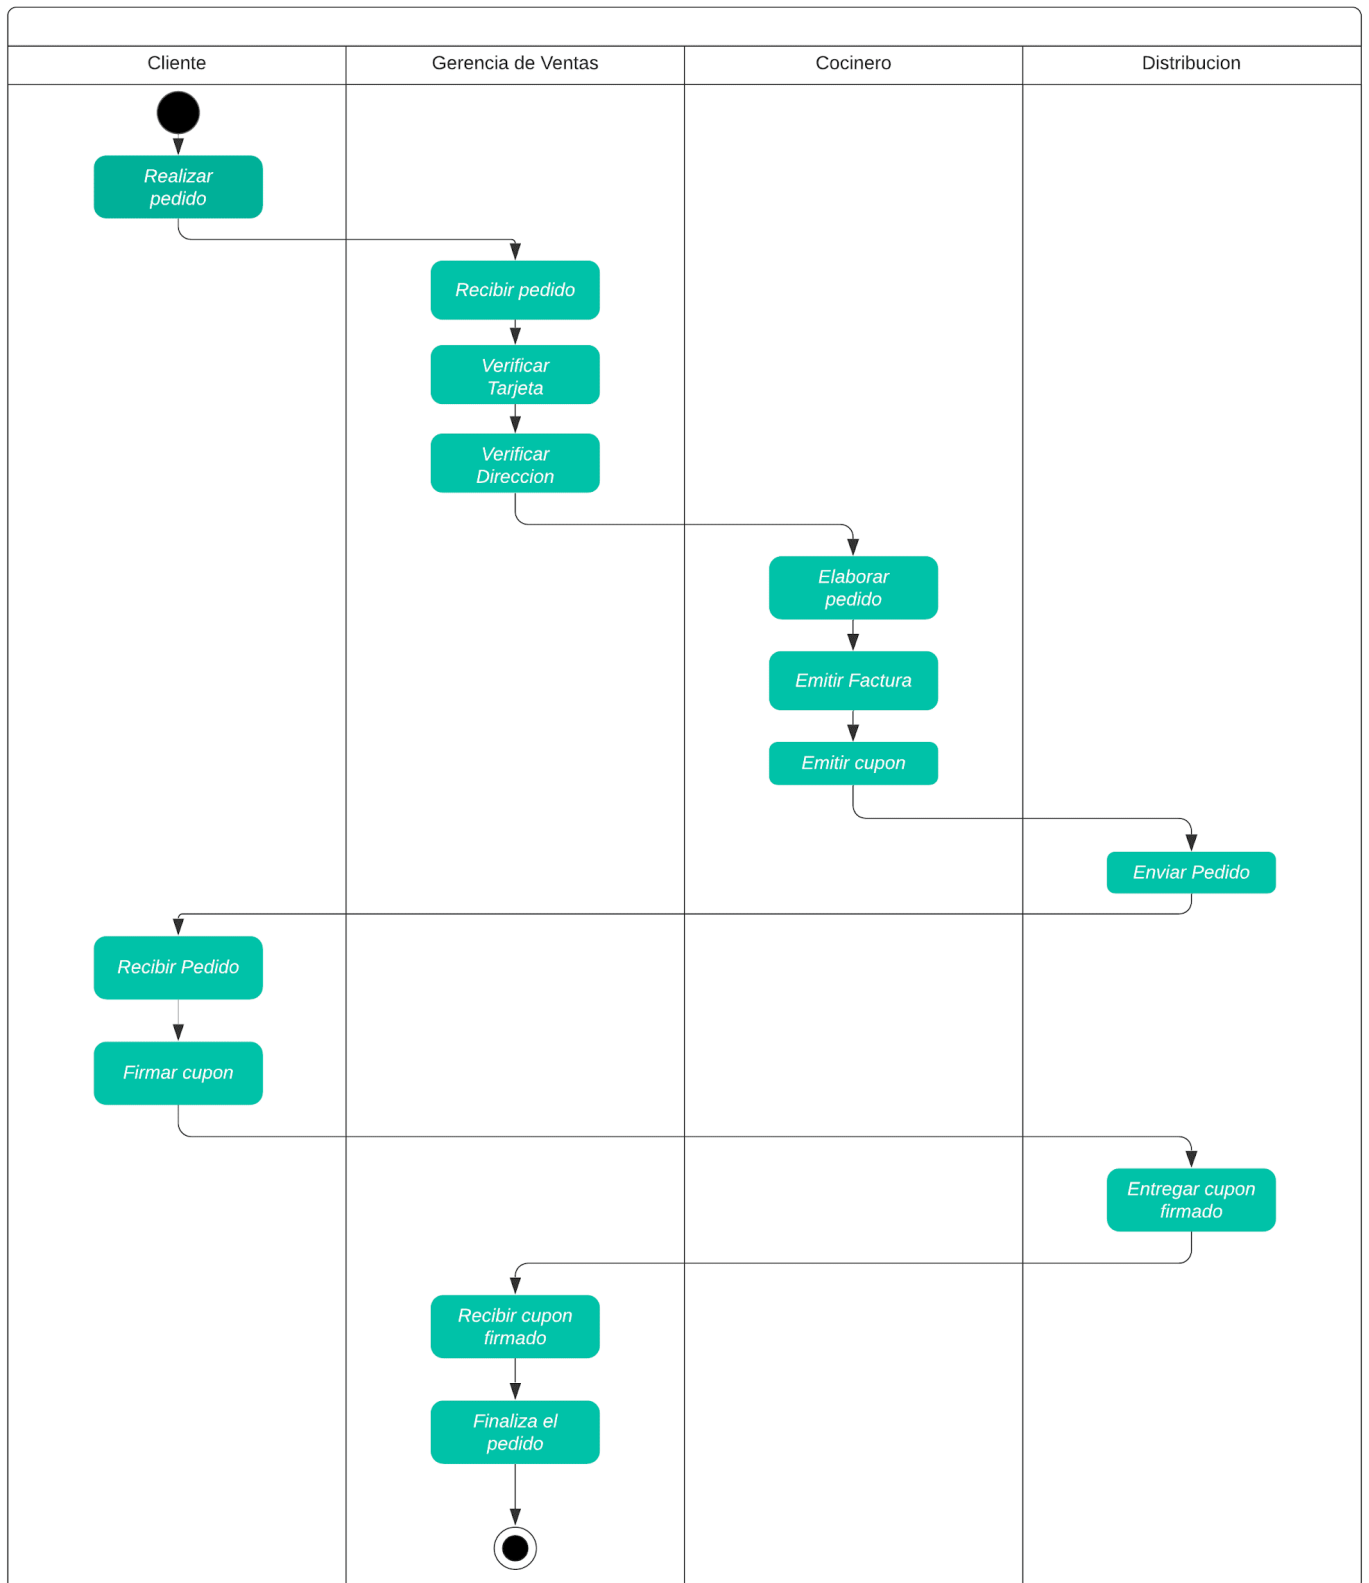 Cliente
Gerencia de Ventas
Cocinero
Distribucion
Realizar
pedido
Recibir pedido
Verificar
Tarjeta
Verificar
Direccion
Elaborar
pedido
Emitir Factura
Emitir cupon
Enviar Pedido
Recibir Pedido
Firmar cupon
Entregar cupon
firmado
Recibir cupon
firmado
Finaliza el
pedido